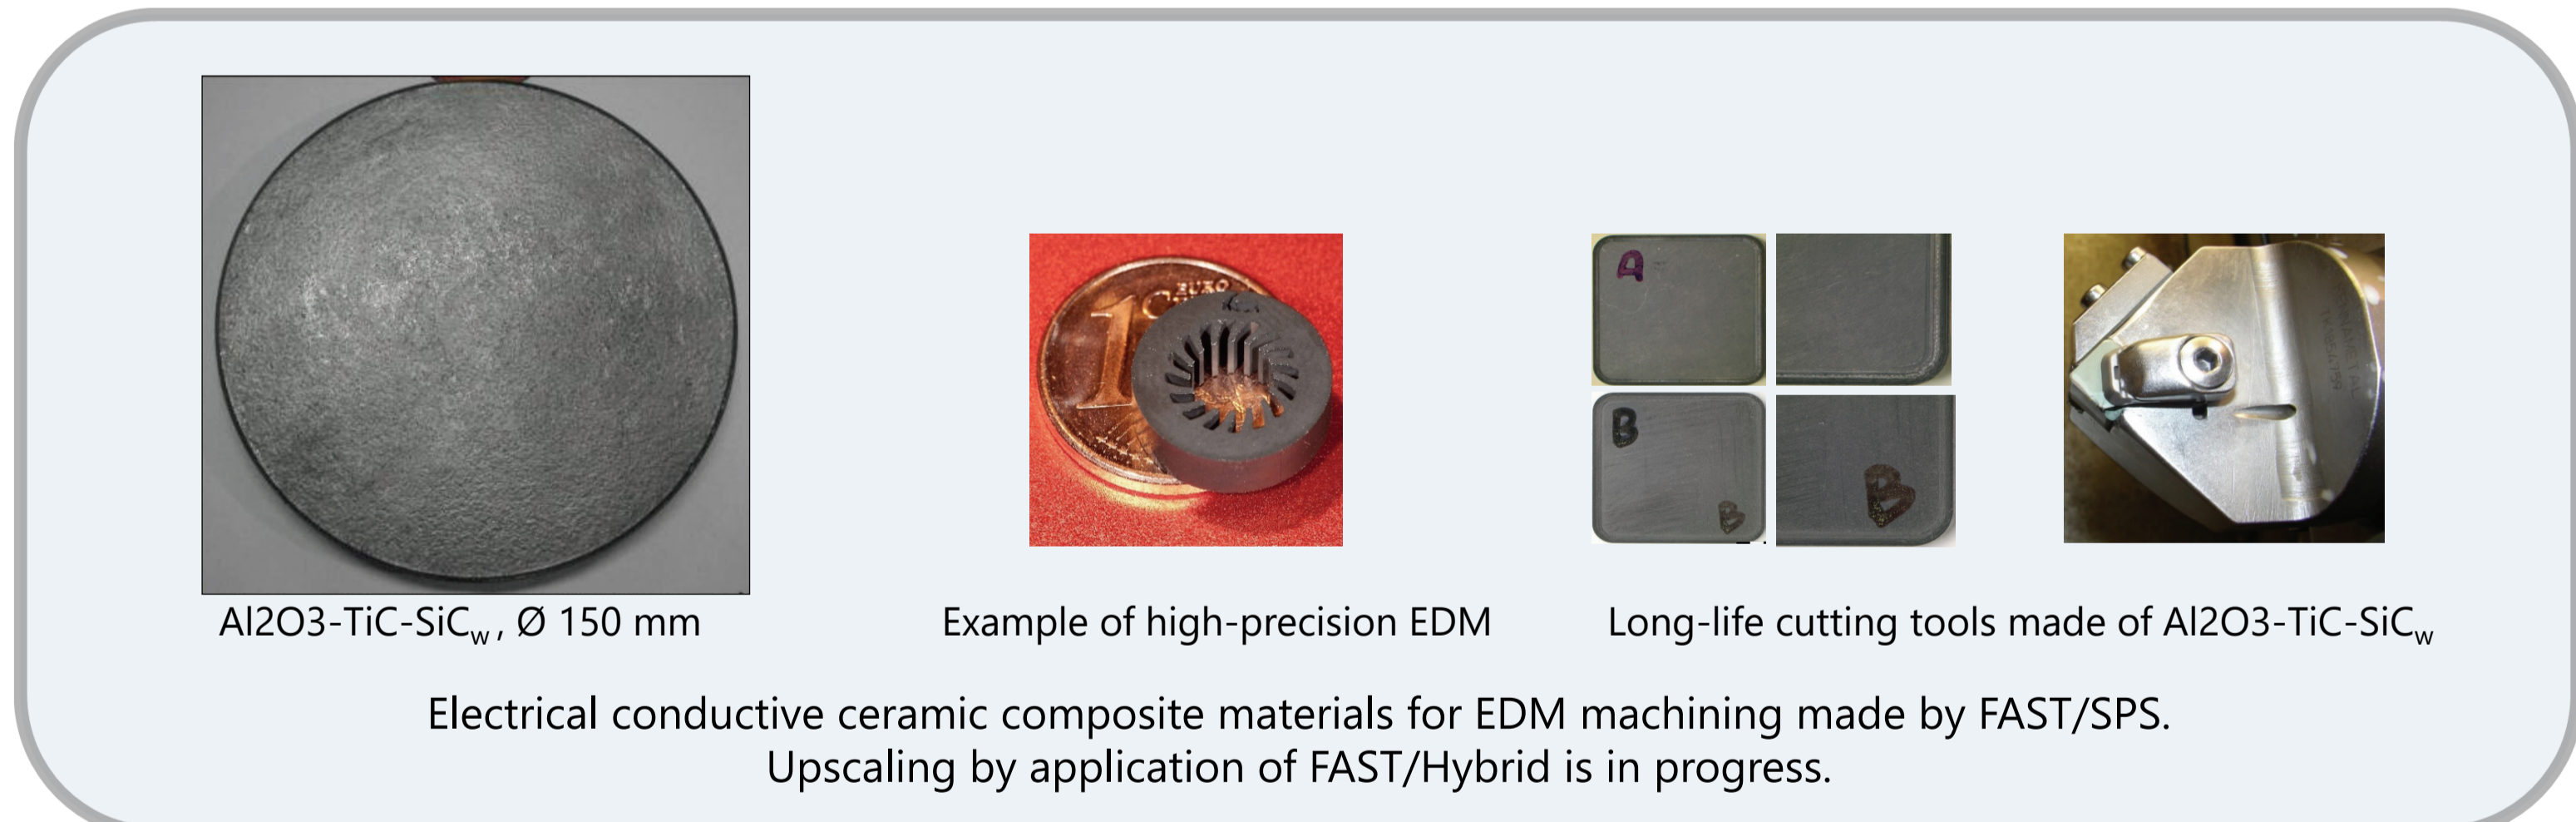 1 C
EURO
A
B
B
B
Al2O3-TiC-SiCw, Ø 150 mm
Example of high-precision EDM
Long-life cutting tools made of Al2O3-TiC-SiCw
Electrical conductive ceramic composite materials for EDM machining made by FAST/SPS.
Upscaling by application of FAST/Hybrid is in progress.